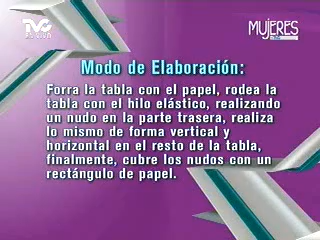 TVC
EN VIVO
MUJERES
Modo de Elaboración:
Forra la tabla con el papel, rodea la
tabla con el hilo elástico, realizando
un nudo en la parte trasera, realiza
lo mismo de forma vertical y
horizontal en el resto de la tabla,
finalmente, cubre los nudos con un
rectángulo de papel.